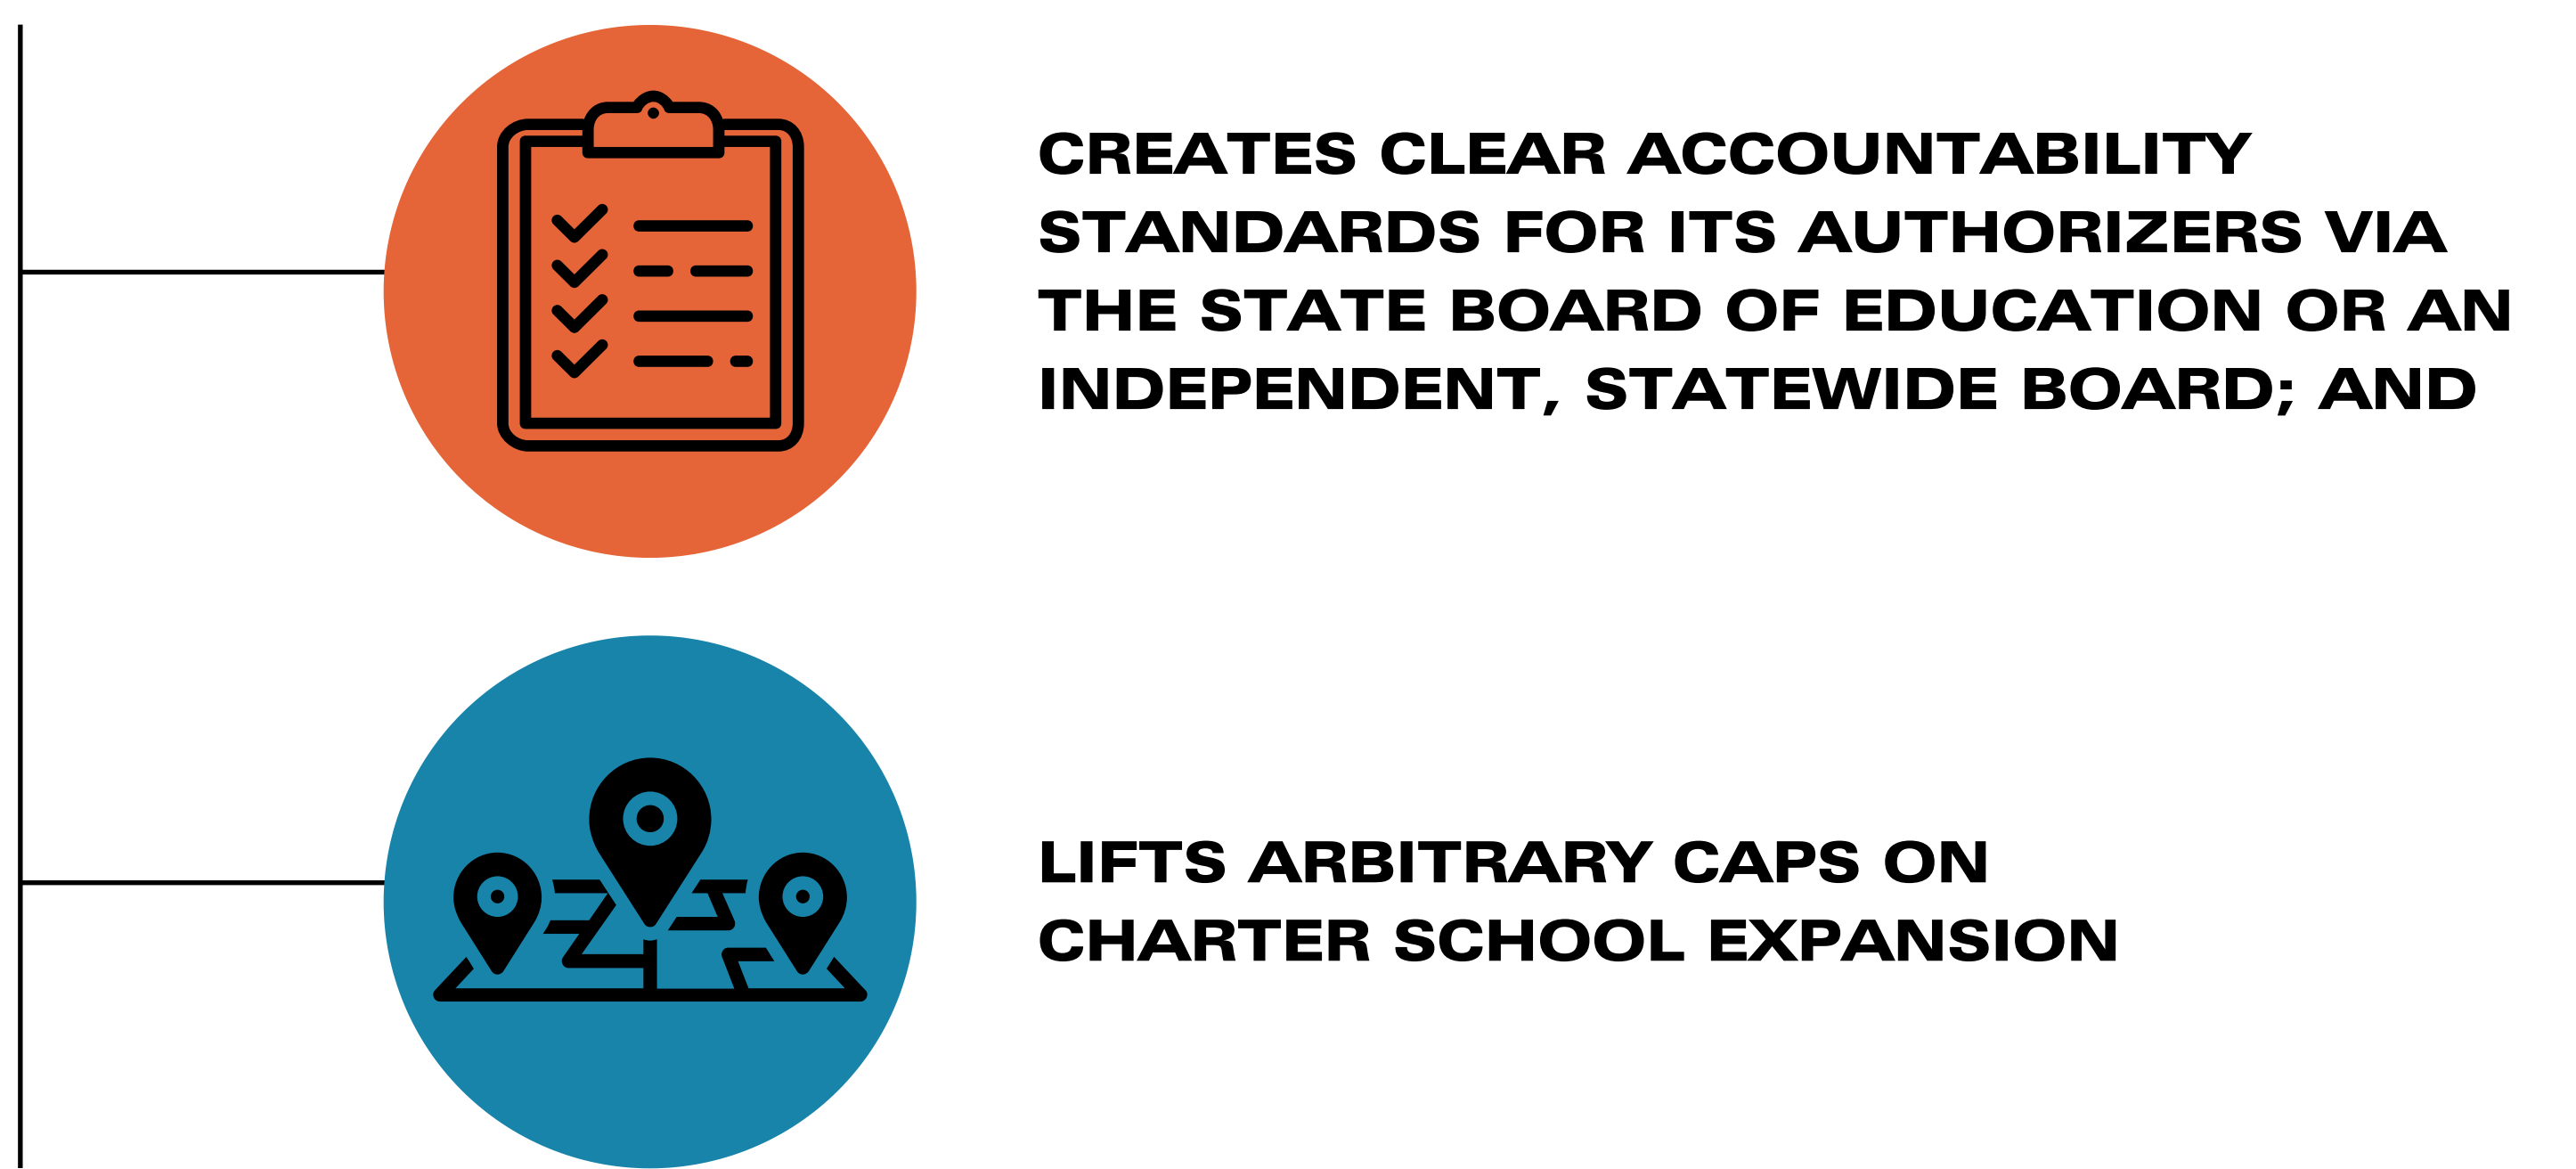 CREATES CLEAR ACCOUNTABILITY
STANDARDS FOR ITS AUTHORIZERS VIA
THE STATE BOARD OF EDUCATION OR AN
INDEPENDENT, STATEWIDE BOARD; AND
LIFTS ARBITRARY CAPS ON
CHARTER SCHOOL EXPANSION